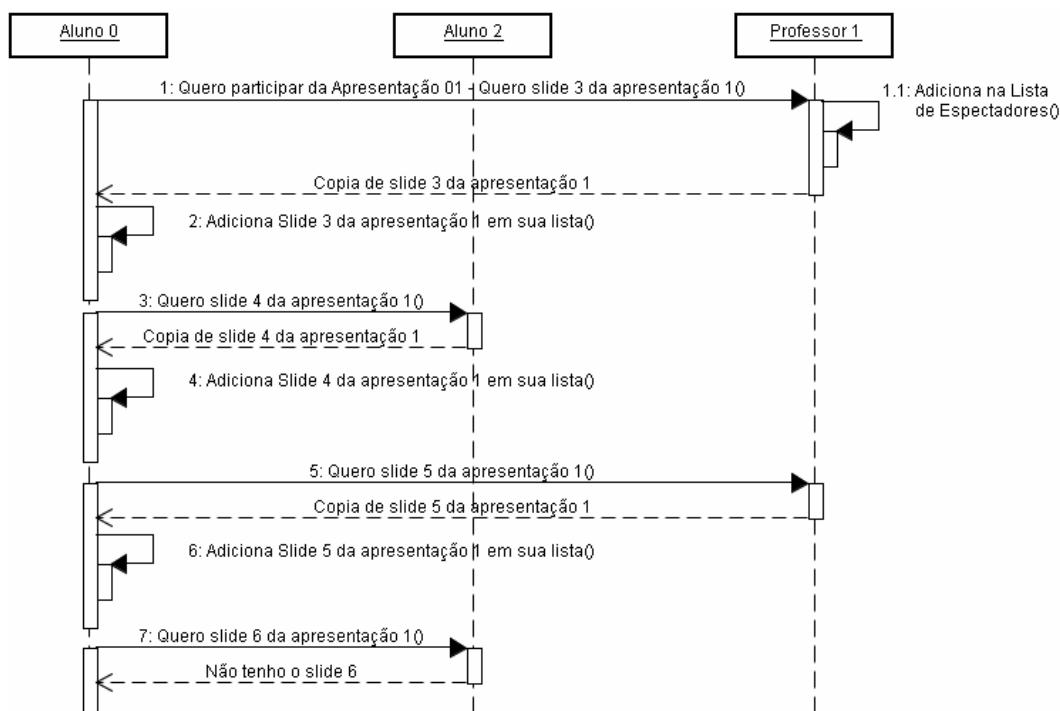 Aluno 0
Aluno 2
Professor 1
1: Quero participar da Apresentação 01 - Quero slide 3 da apresentação 1()
1.1: Adiciona na Lista
de Espectadores()
Copia de slide 3 da apresentação 1
2: Adiciona Slide 3 da apresentação 1 em sua lista()
3: Quero slide 4 da apresentação 1()
Copia de slide 4 da apresentação 1
4: Adiciona Slide 4 da apresentação 1 em sua lista()
5: Quero slide 5 da apresentação 1()
Copia de slide 5 da apresentação 1
6: Adiciona Slide 5 da apresentação 1 em sua lista()
7: Quero slide 6 da apresentação 1()
Não tenho o slide 6